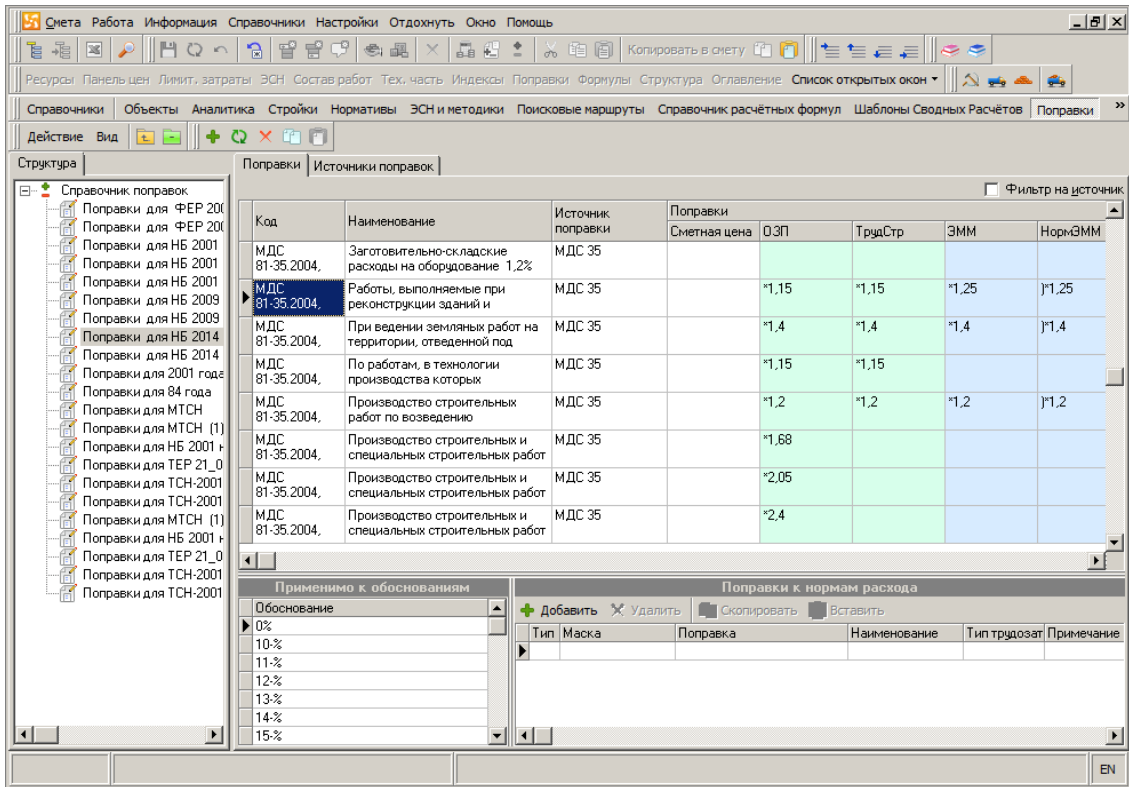 Смета Работа Информация Справочники Настройки Отдохнуть Окно Помощь
Копировать в смету
Ресурсы Панель цен Лимит. затраты ЭСН Состав работ Тех. часть Индексы Поправки Формулы Структура Оглавление Список открытых окон
Справочники Объекты Аналитика Стройки Нормативы ЭСН и методики Поисковые маршруты Справочник расчётных формул Шаблоны Сводных Расчётов Поправки »
Действие Вид
Структура
Справочник поправок
Поправки для ФЕР 200
Поправки для ФЕР 200
Поправки для НБ 2001
Поправки для НБ 2001
Поправки для НБ 2001
Поправки для НБ 2009
Поправки для НБ 2009
Поправки для НБ 2014
Поправки для НБ 2014
Поправки для 2001 года
Поправки для 84 года
Поправки для МТСН
Поправки для МТСН (1)
Поправки для НБ 2001 н
Поправки для ТЕР 21_0
Поправки для ТСН-2001
Поправки для ТСН-2001
Поправки для МТСН (1)
Поправки для НБ 2001 н
Поправки для ТЕР 21_0
Поправки для ТСН-2001
Поправки для ТСН-2001
Поправки Источники поправок
Фильтр на источник
Код Наименование Источник поправки Поправки
Сметная цена ОЗП ТрудСтр ЭММ НормЭММ
МДС Заготовительно-складские МДС 35
81-35.2004, расходы на оборудование 1,2%
МДС Работы, выполняемые при МДС 35 *1,15 *1,15 *1,25 )*1,25
81-35.2004, реконструкции зданий и
МДС При ведении земляных работ на МДС 35 *1,4 *1,4 *1,4 )*1,4
81-35.2004, территории, отведенной под
МДС По работам, в технологии МДС 35 *1,15 *1,15
81-35.2004, производства которых
МДС Производство строительных МДС 35 *1,2 *1,2 *1,2 )*1,2
81-35.2004, работ по возведению
МДС Производство строительных и МДС 35 *1,68
81-35.2004, специальных строительных работ
МДС Производство строительных и МДС 35 *2,05
81-35.2004, специальных строительных работ
МДС Производство строительных и МДС 35 *2,4
81-35.2004, специальных строительных работ
Применимо к обоснованиям
Обоснование
0%
10-%
11-%
12-%
13-%
14-%
15-%
Поправки к нормам расхода
Добавить Удалить Скопировать Вставить
Тип Маска Поправка Наименование Тип трудозат Примечание
EN